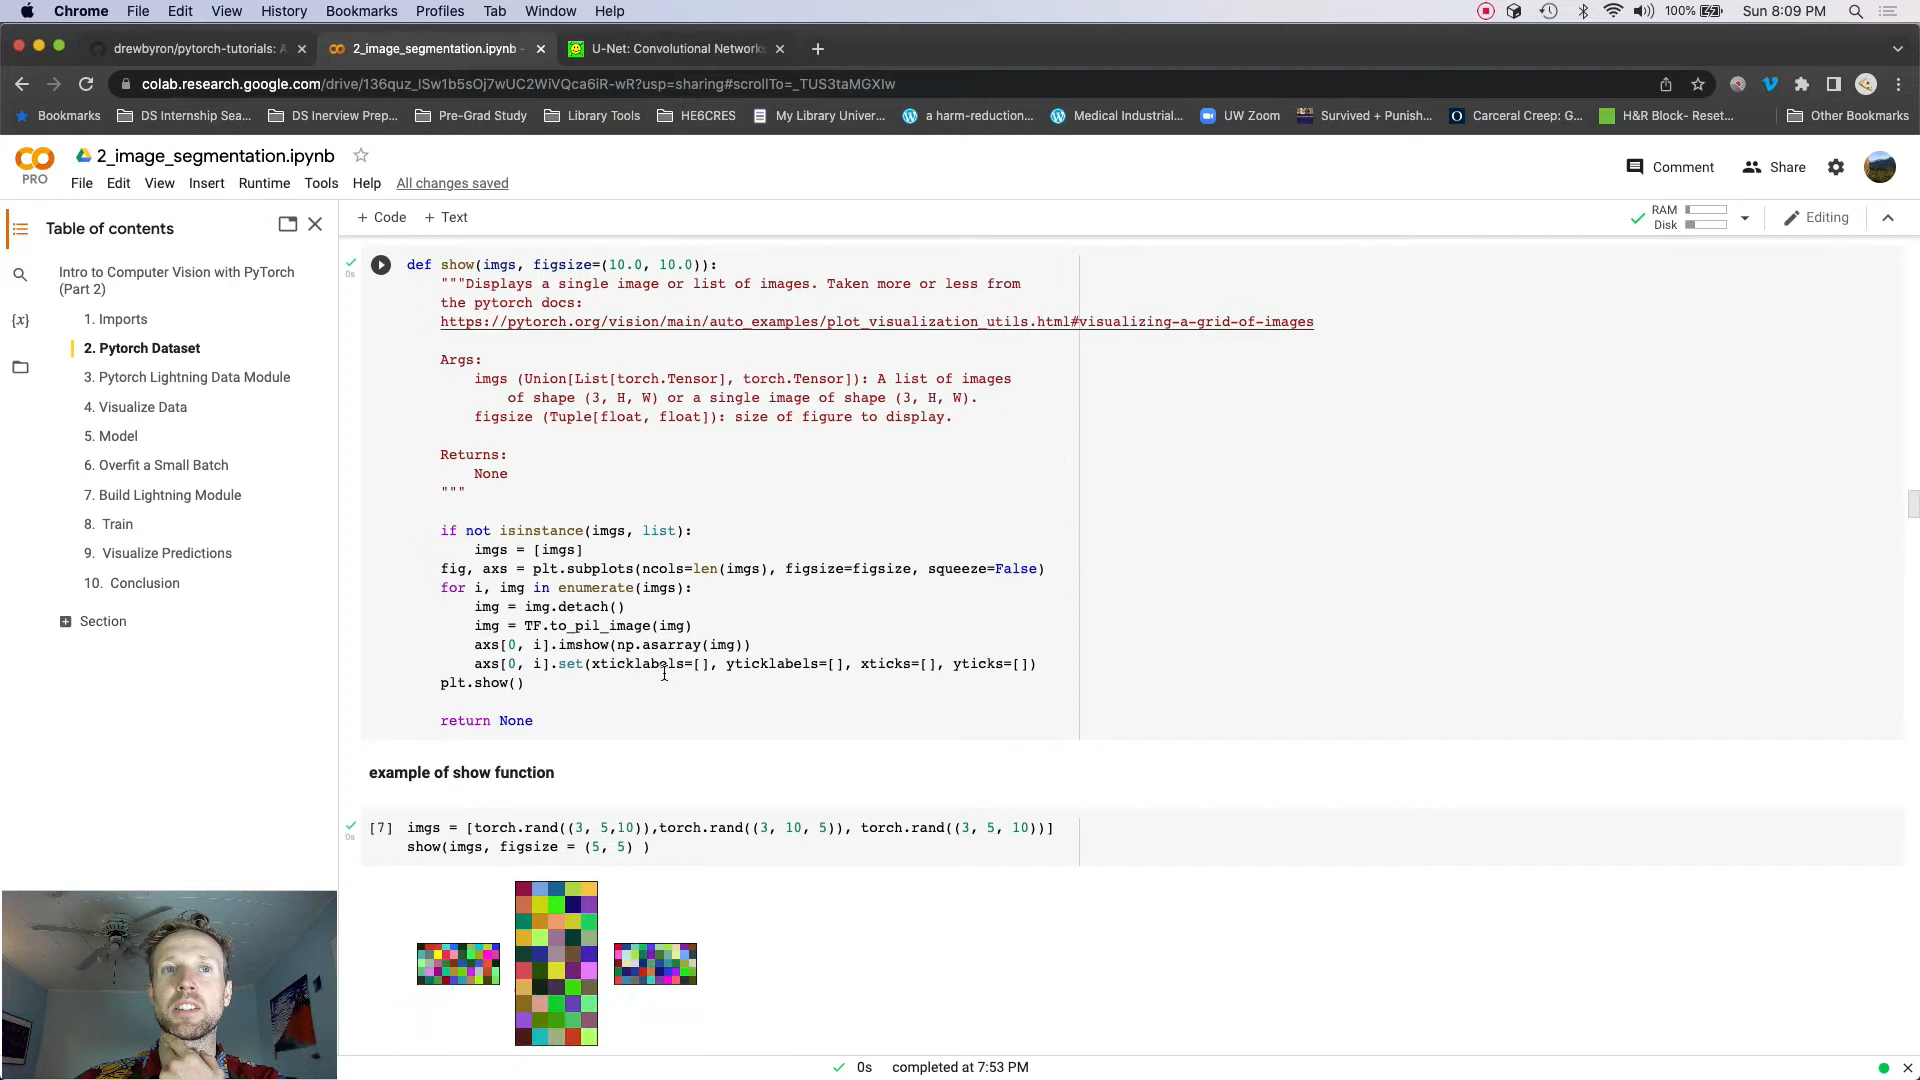 Chrome File Edit View History Bookmarks Profiles Tab Window Help 100% Sun 8:09 PM
drewbyron/pytorch-tutorials: A 2_image_segmentation.ipynb - U-Net: Convolutional Networks
colab.research.google.com/drive/136quz_lSw1b5sOj7wUC2WiVQca6iR-wR?usp=sharing#scrollTo=_TUS3taMGXIw
Bookmarks DS Internship Sea... DS Inerview Prep... Pre-Grad Study Library Tools HE6CRES My Library Univer... a harm-reduction... Medical Industrial... UW Zoom Survived + Punish... Carceral Creep: G... H&R Block- Reset... Other Bookmarks
2_image_segmentation.ipynb
PRO
File Edit View Insert Runtime Tools Help All changes saved
Comment Share
Table of contents
+ Code + Text
RAM
Disk
Editing
Intro to Computer Vision with PyTorch
(Part 2)
1. Imports
2. Pytorch Dataset
3. Pytorch Lightning Data Module
4. Visualize Data
5. Model
6. Overfit a Small Batch
7. Build Lightning Module
8. Train
9. Visualize Predictions
10. Conclusion
Section
{x}
0s
def show(imgs, figsize=(10.0, 10.0)):
"""Displays a single image or list of images. Taken more or less from
the pytorch docs:
https://pytorch.org/vision/main/auto_examples/plot_visualization_utils.html#visualizing-a-grid-of-images
Args:
imgs (Union[List[torch.Tensor], torch.Tensor]): A list of images
of shape (3, H, W) or a single image of shape (3, H, W).
figsize (Tuple[float, float]): size of figure to display.
Returns:
None
"""
if not isinstance(imgs, list):
imgs = [imgs]
fig, axs = plt.subplots(ncols=len(imgs), figsize=figsize, squeeze=False)
for i, img in enumerate(imgs):
img = img.detach()
img = TF.to_pil_image(img)
axs[0, i].imshow(np.asarray(img))
axs[0, i].set(xticklabels=[], yticklabels=[], xticks=[], yticks=[])
plt.show()
return None
example of show function
0s
[7] imgs = [torch.rand((3, 5,10)),torch.rand((3, 10, 5)), torch.rand((3, 5, 10))]
show(imgs, figsize = (5, 5) )
0s completed at 7:53 PM